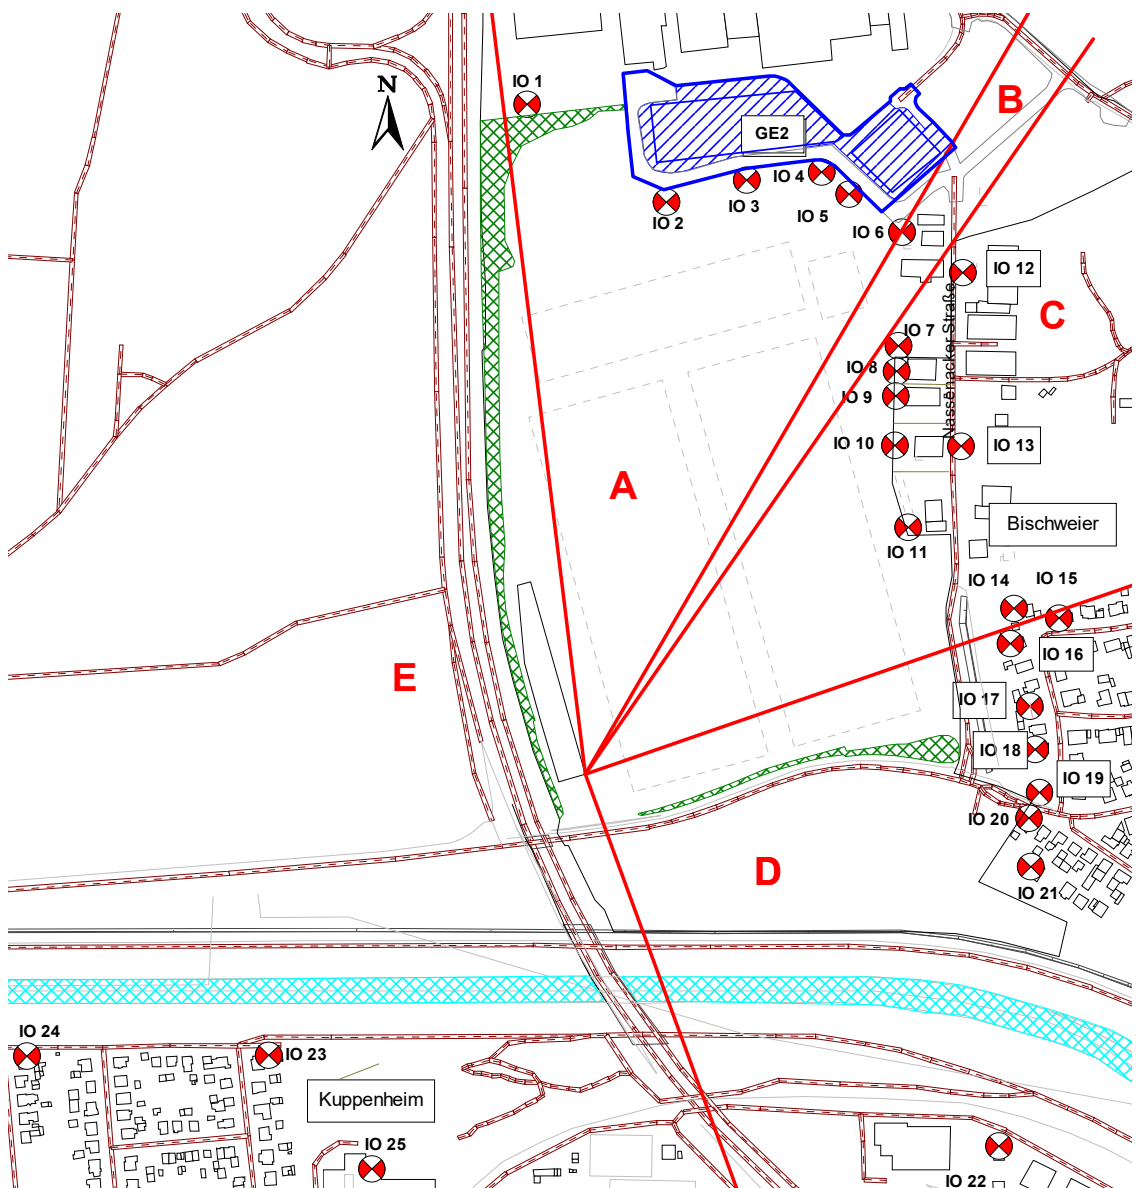 IO 1
N
B
GE2
IO 4
IO 3
IO 5
IO 2
IO 6
IO 12
C
Nassenacker Straße
IO 7
IO 8
IO 9
IO 10
IO 13
A
Bischweier
IO 11
IO 14
IO 15
IO 16
E
IO 17
IO 18
IO 19
IO 20
D
IO 21
IO 24
IO 23
Kuppenheim
IO 25
IO 22